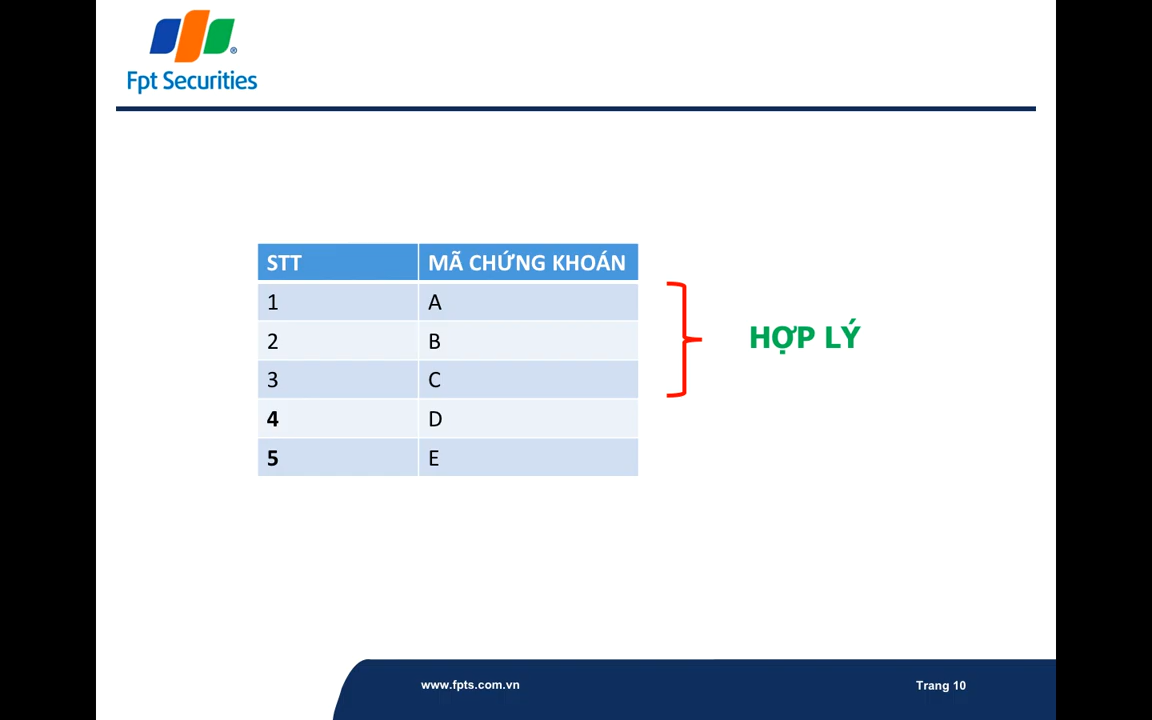 Fpt Securities
STT MÃ CHỨNG KHOÁN
1 A
2 B
3 C
4 D
5 E
HỢP LÝ
www.fpts.com.vn
Trang 10